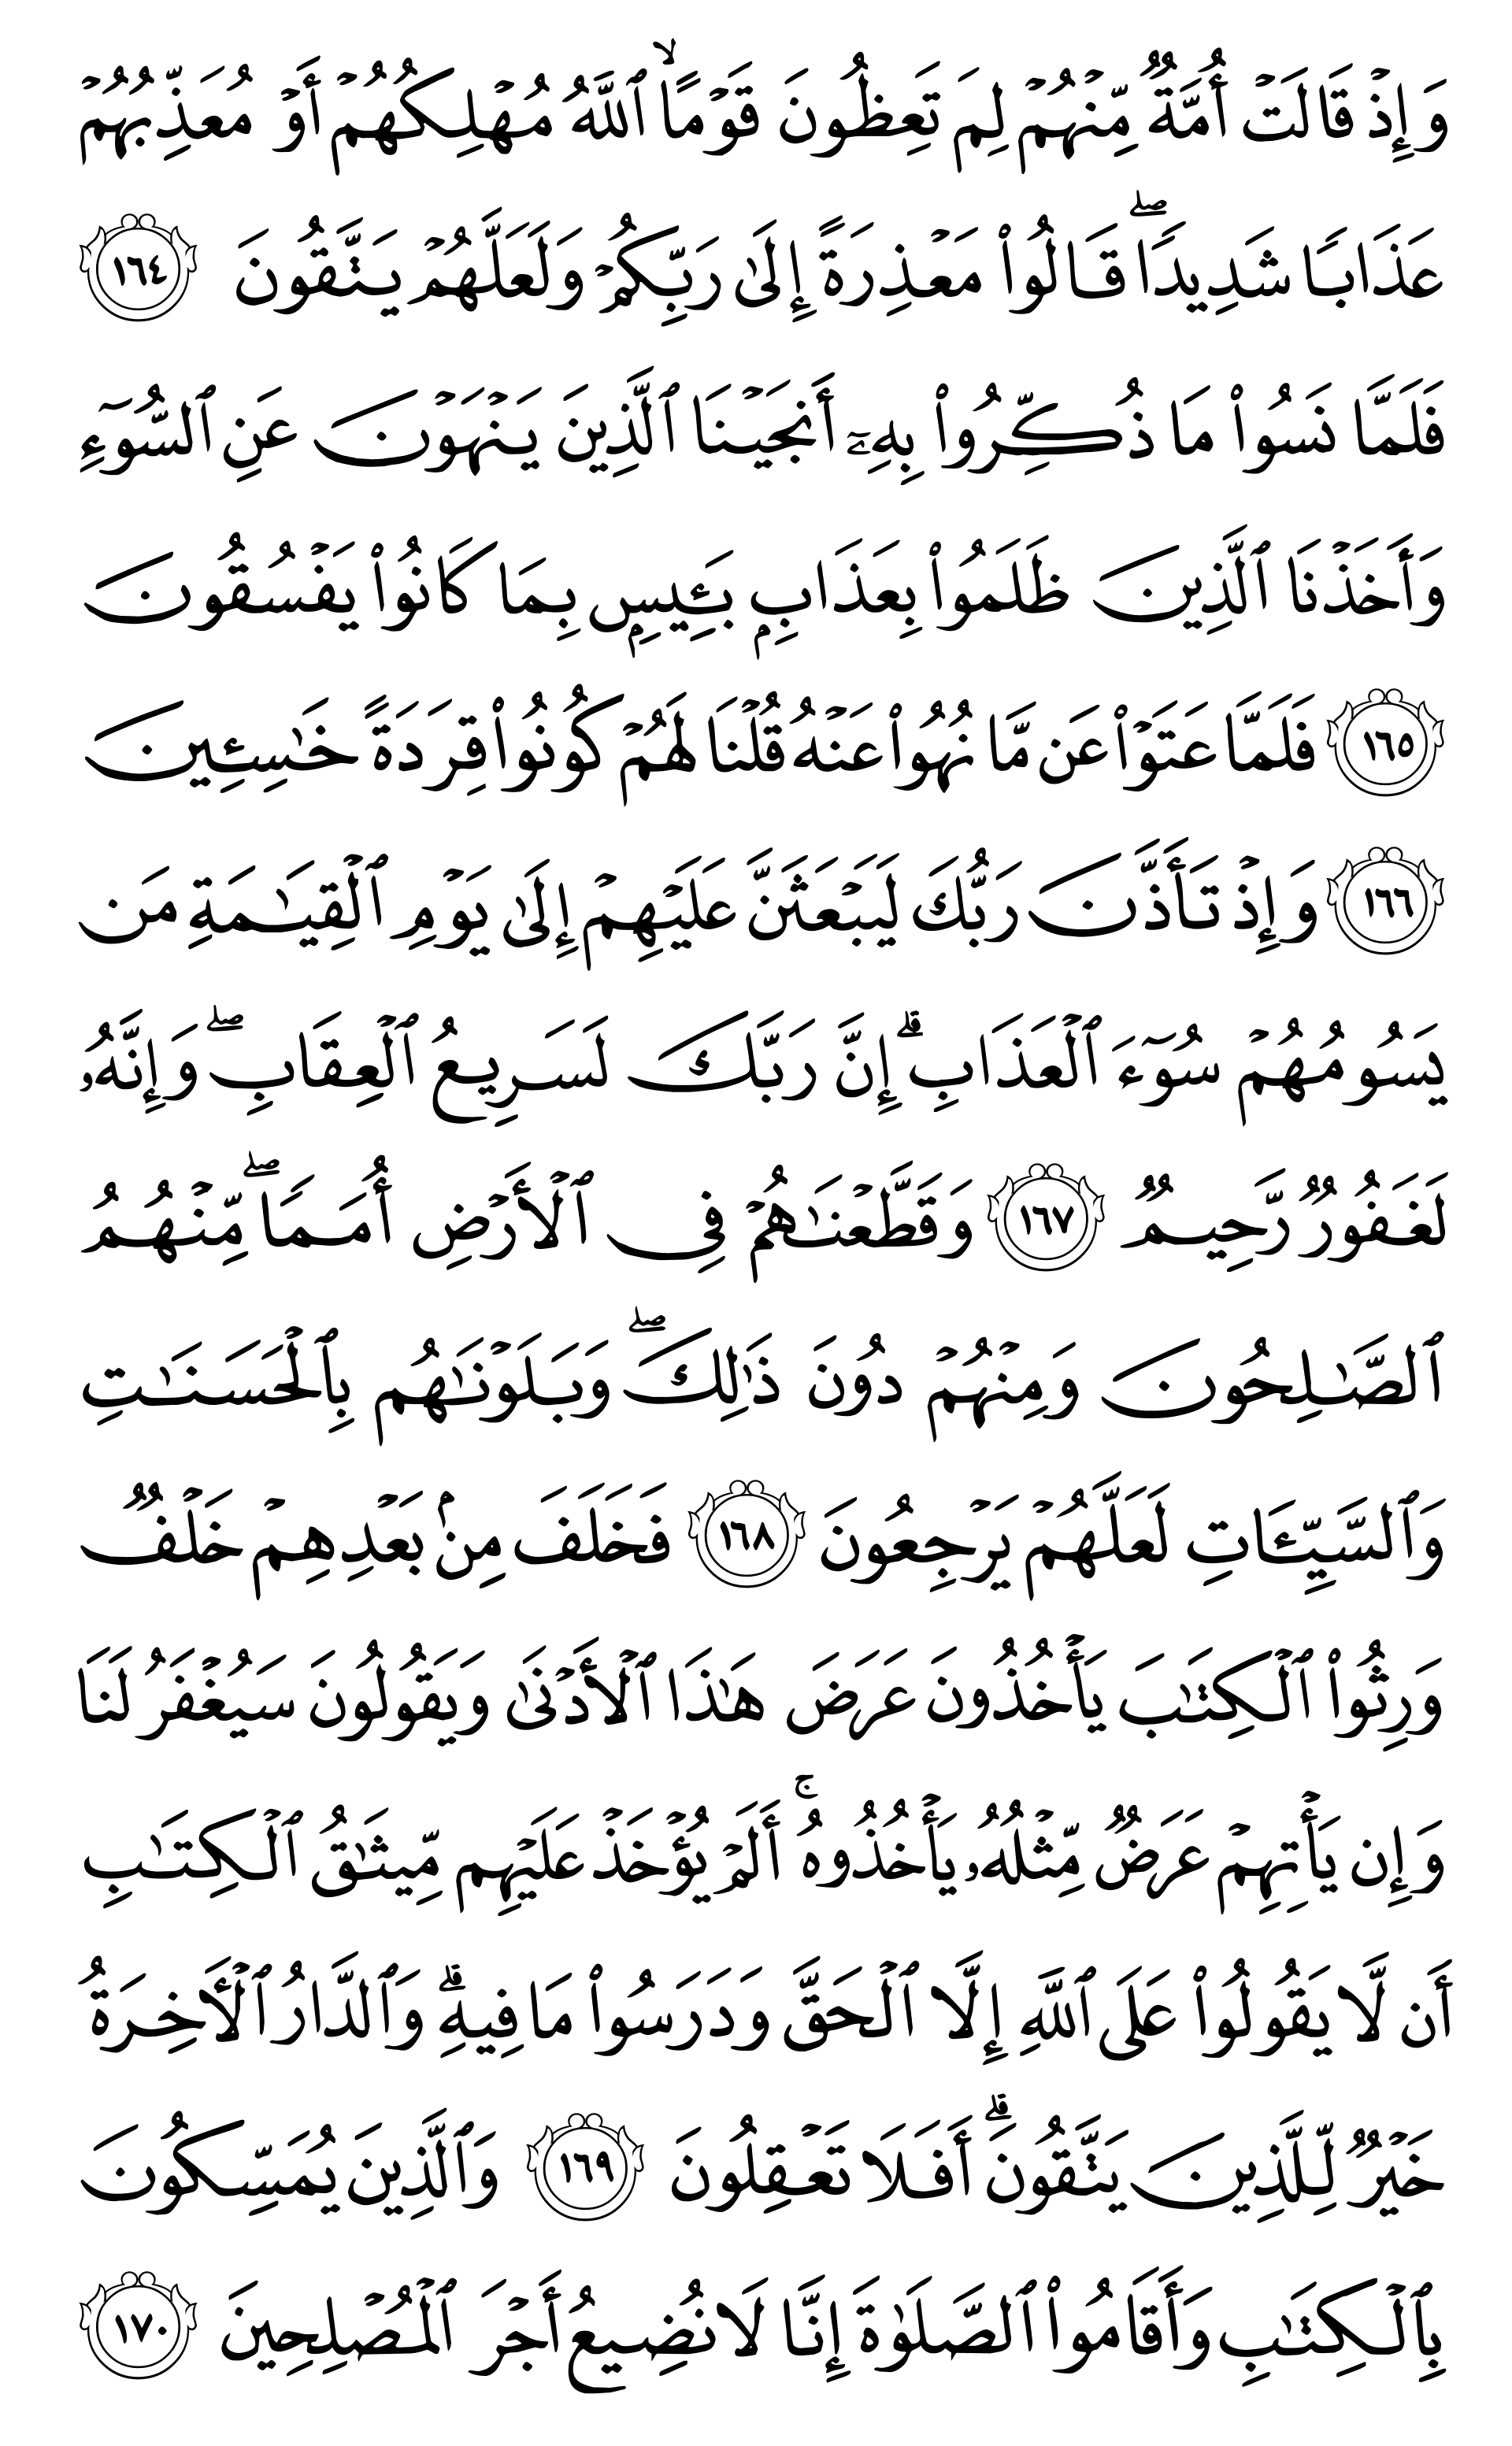 وَإِذۡ قَالَتۡ أُمَّةٞ مِّنۡهُمۡ لِمَ تَعِظُونَ قَوۡمًا ۙ ٱللَّهُ مُهۡلِكُهُمۡ أَوۡ مُعَذِّبُهُمۡ
عَذَابٗا شَدِيدٗا ۖ قَالُواْ مَعۡذِرَةً إِلَىٰ رَبِّكُمۡ وَلَعَلَّهُمۡ يَتَّقُونَ ١٦٤
فَلَمَّا نَسُواْ مَا ذُكِّرُواْ بِهِۦٓ أَنجَيۡنَا ٱلَّذِينَ يَنۡهَوۡنَ عَنِ ٱلسُّوٓءِ
وَأَخَذۡنَا ٱلَّذِينَ ظَلَمُواْ بِعَذَابِۭ بَـِٔيسِۭ بِمَا كَانُواْ يَفۡسُقُونَ
١٦٥ فَلَمَّا عَتَوۡاْ عَن مَّا نُهُواْ عَنۡهُ قُلۡنَا لَهُمۡ كُونُواْ قِرَدَةً خَٰسِـِٔينَ
١٦٦ وَإِذۡ تَأَذَّنَ رَبُّكَ لَيَبۡعَثَنَّ عَلَيۡهِمۡ إِلَىٰ يَوۡمِ ٱلۡقِيَٰمَةِ مَن
يَسُومُهُمۡ سُوٓءَ ٱلۡعَذَابِ ۗ إِنَّ رَبَّكَ لَسَرِيعُ ٱلۡعِقَابِ ۖ وَإِنَّهُۥ
لَغَفُورٞ رَّحِيمٞ ١٦٧ وَقَطَّعۡنَٰهُمۡ فِي ٱلۡأَرۡضِ أُمَمٗا ۖ مِّنۡهُمُ
ٱلصَّٰلِحُونَ وَمِنۡهُمۡ دُونَ ذَٰلِكَ ۖ وَبَلَوۡنَٰهُم بِٱلۡحَسَنَٰتِ
وَٱلسَّيِّـَٔاتِ لَعَلَّهُمۡ يَرۡجِعُونَ ١٦٨ فَخَلَفَ مِنۢ بَعۡدِهِمۡ خَلۡفٞ
وَرِثُواْ ٱلۡكِتَٰبَ يَأۡخُذُونَ عَرَضَ هَٰذَا ٱلۡأَدۡنَىٰ وَيَقُولُونَ سَيُغۡفَرُ لَنَا
وَإِن يَأۡتِهِمۡ عَرَضٞ مِّثۡلُهُۥ يَأۡخُذُوهُ ۚ أَلَمۡ يُؤۡخَذۡ عَلَيۡهِم مِّيثَٰقُ ٱلۡكِتَٰبِ
أَن لَّا يَقُولُواْ عَلَى ٱللَّهِ إِلَّا ٱلۡحَقَّ وَدَرَسُواْ مَا فِيهِ ۗ وَٱلدَّارُ ٱلۡأٓخِرَةُ
خَيۡرٞ لِّلَّذِينَ يَتَّقُونَ ۗ أَفَلَا تَعۡقِلُونَ ١٦٩ وَٱلَّذِينَ يُمَسِّكُونَ
بِٱلۡكِتَٰبِ وَأَقَامُواْ ٱلصَّلَوٰةَ إِنَّا لَا نُضِيعُ أَجۡرَ ٱلۡمُصۡلِحِينَ ١٧٠